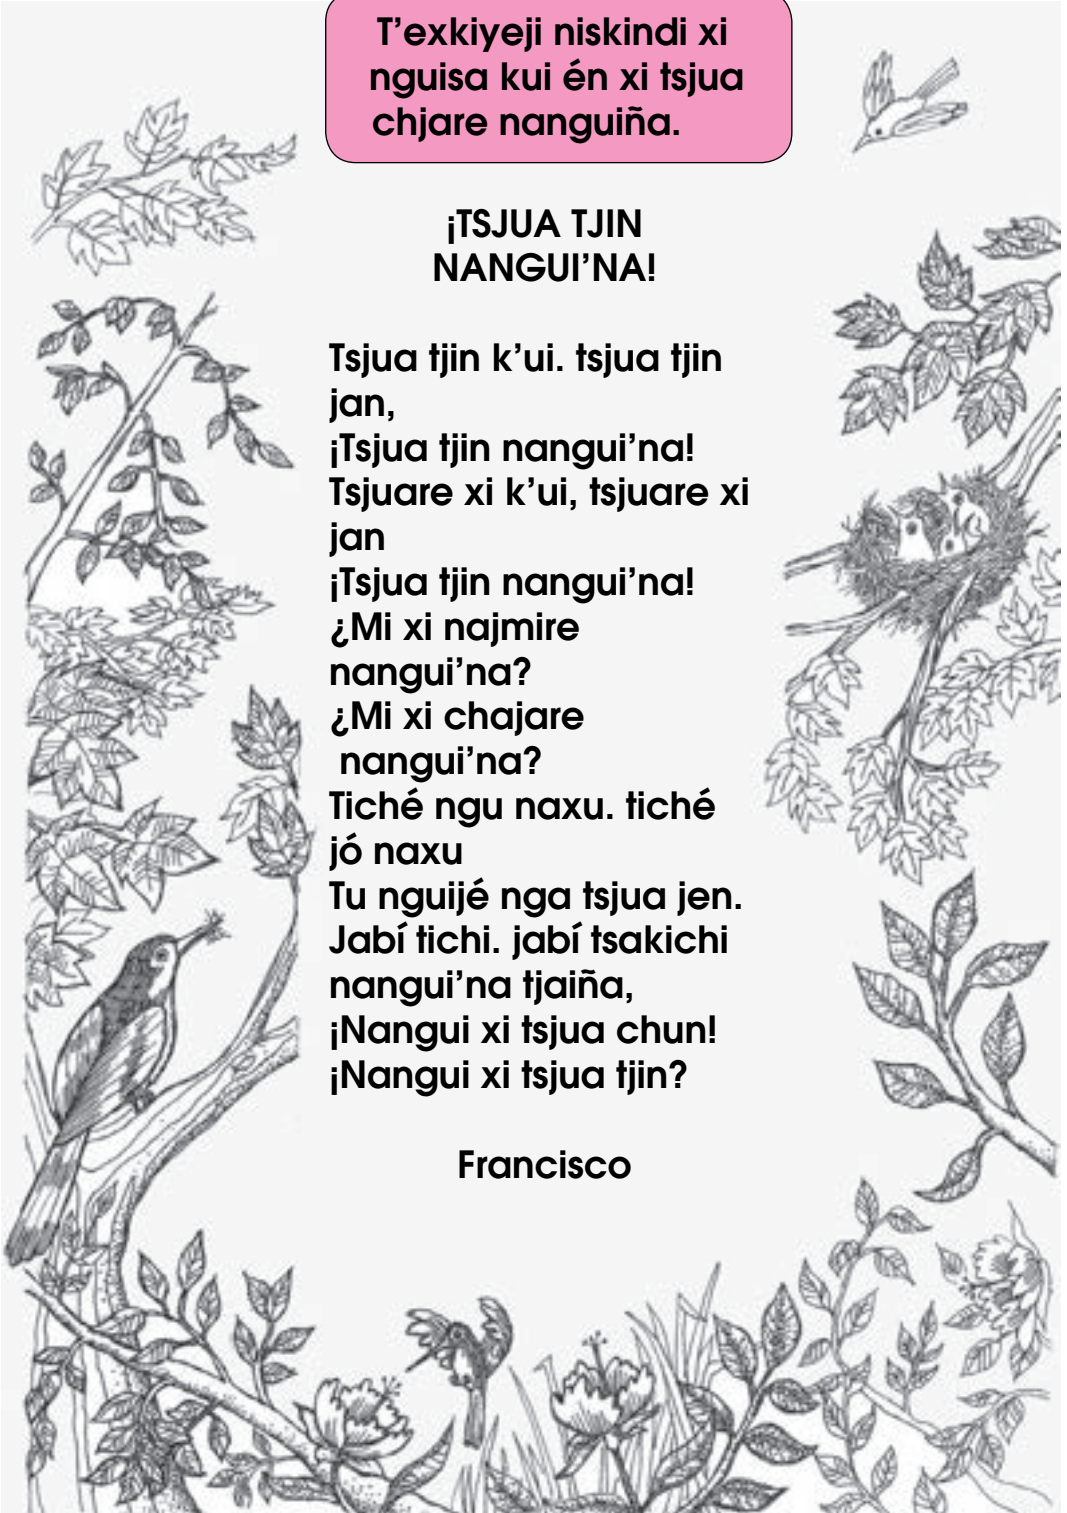 T’exkiyeji niskindi xi
nguisa kui én xi tsjua
chjare nanguiña.
¡TSJUA TJIN
NANGUI’NA!
Tsjua tjin k’ui. tsjua tjin
jan,
¡Tsjua tjin nangui’na!
Tsjuare xi k’ui, tsjuare xi
jan
¡Tsjua tjin nangui’na!
¿Mi xi najmire
nangui’na?
¿Mi xi chajare
nangui’na?
Tiché ngu naxu. tiché
jó naxu
Tu nguijé nga tsjua jen.
Jabí tichi. jabí tsakichi
nangui’na tjaiña,
¡Nangui xi tsjua chun!
¡Nangui xi tsjua tjin?
Francisco